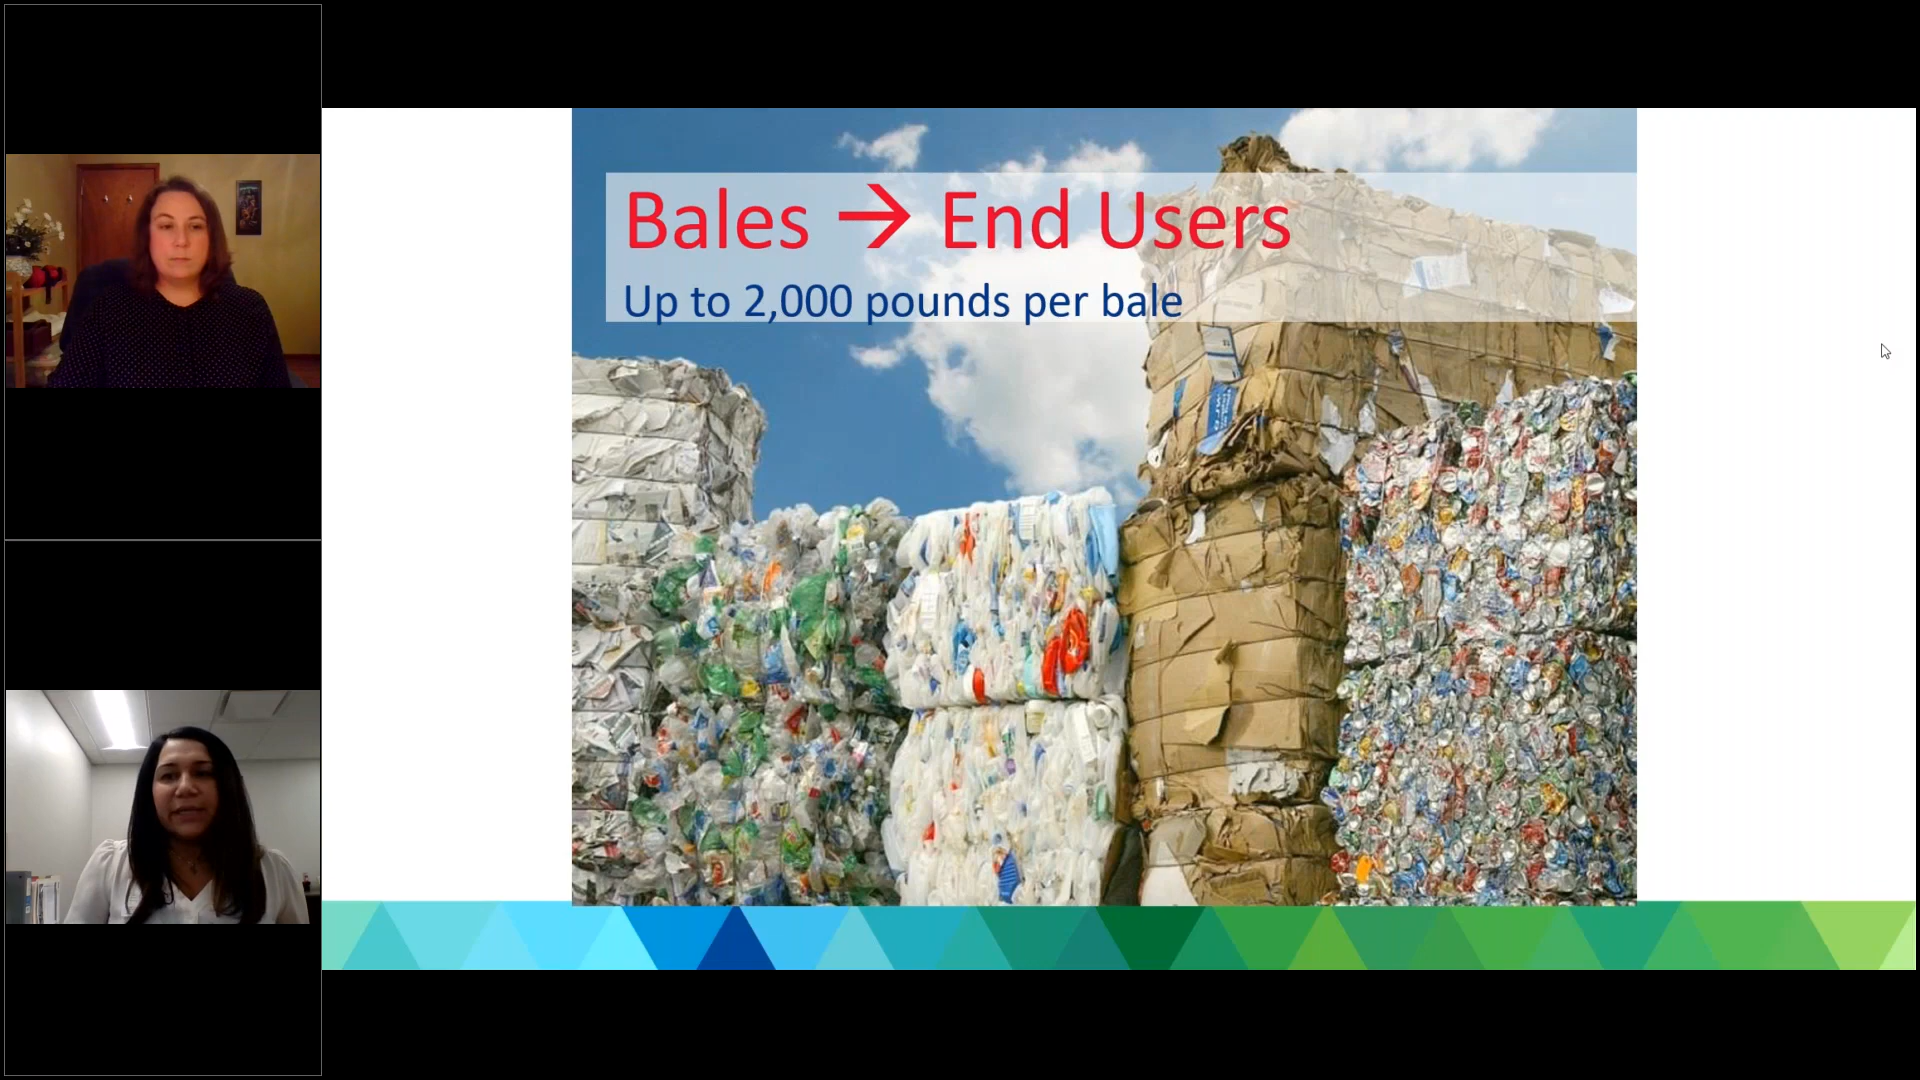 Bales → End Users
Up to 2,000 pounds per bale